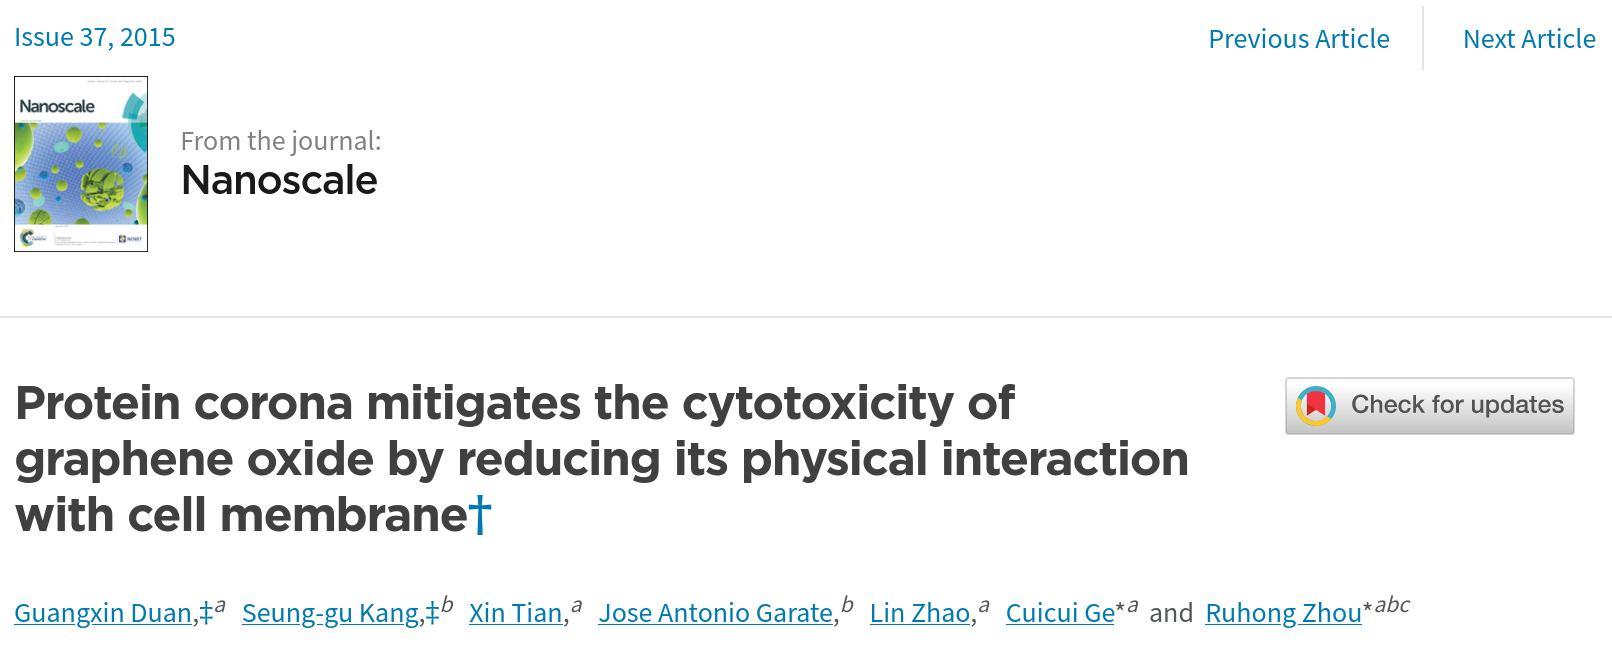 Issue 37, 2015
Previous Article
Next Article
Nanoscale
From the journal:
Nanoscale
Protein corona mitigates the cytotoxicity of
graphene oxide by reducing its physical interaction
with cell membrane†
Check for updates
Guangxin Duan,‡a Seung-gu Kang,‡b Xin Tian,a Jose Antonio Garate,b Lin Zhao,a Cuicui Ge*a and Ruhong Zhou*abc